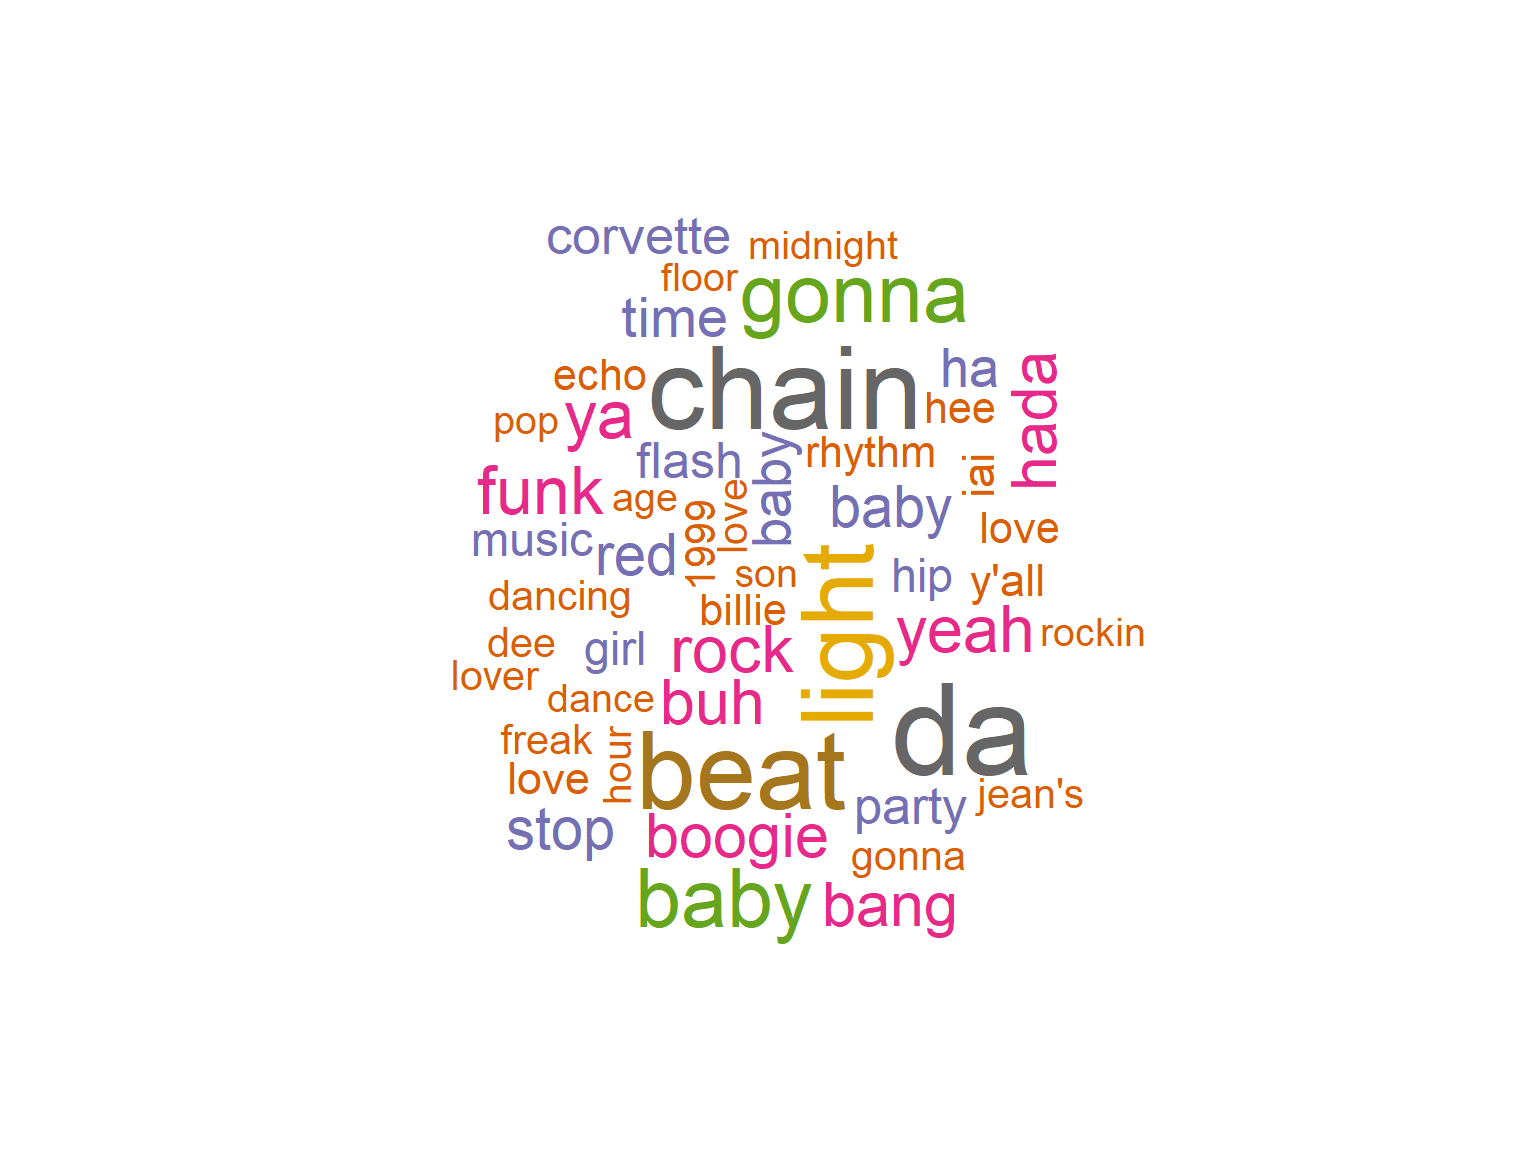 corvette
midnight
floor
gonna
time
chain
ha
hada
echo
hee
pop
ya
flash
baby
rhythm
iai
funk
age
1999
love
baby
love
music
red
son
light
hip
y'all
dancing
billie
yeah
rockin
dee
girl
rock
lover
dance
buh
da
freak
hour
beat
love
jean's
stop
boogie
party
gonna
baby
bang